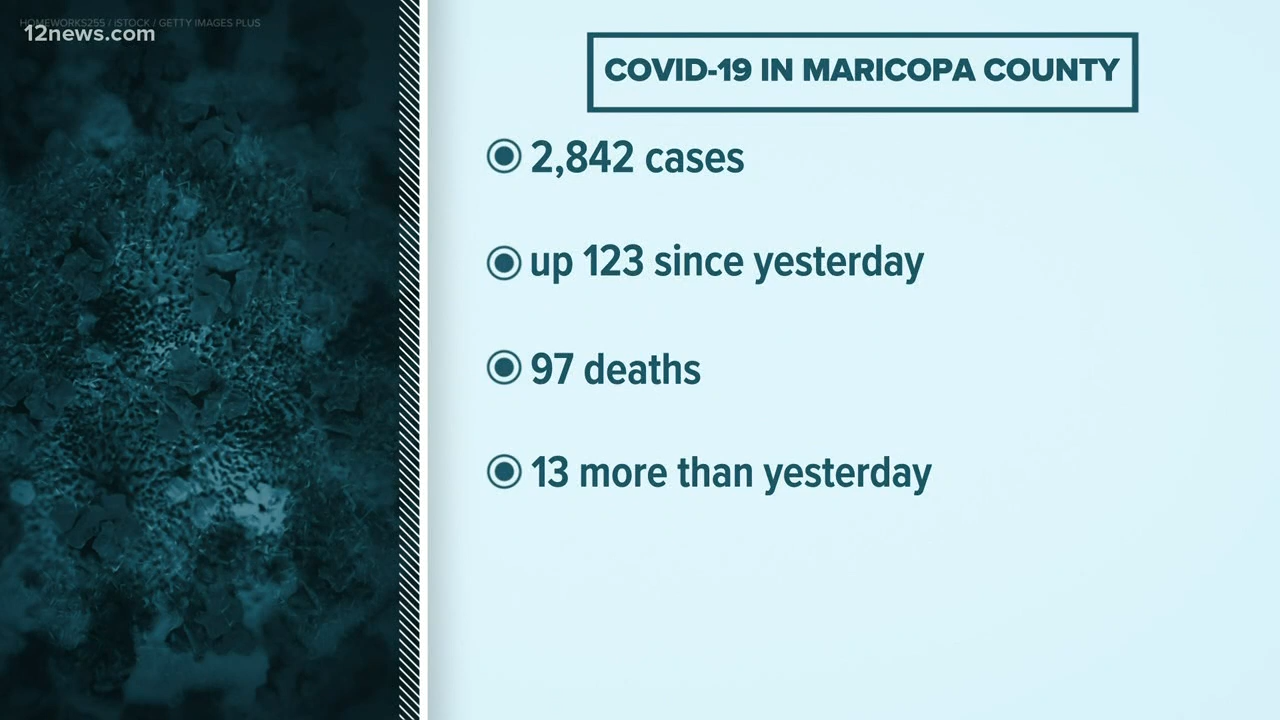 HOMEWORKS255 / iSTOCK / GETTY IMAGES PLUS
12news.com
COVID-19 IN MARICOPA COUNTY
2,842 cases
up 123 since yesterday
97 deaths
13 more than yesterday